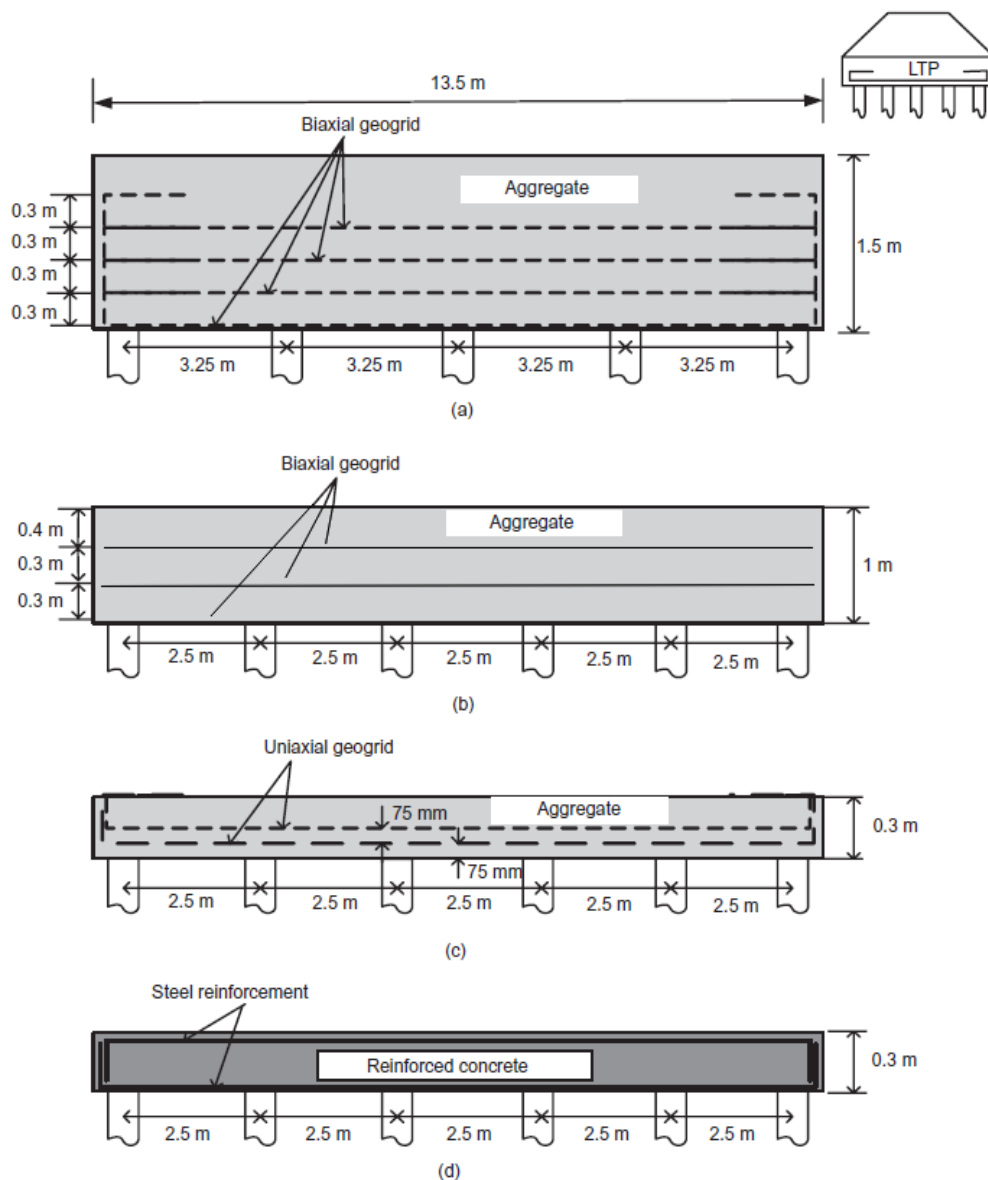 LTP
13.5 m
Biaxial geogrid
Aggregate
0.3 m
0.3 m
0.3 m
0.3 m
1.5 m
3.25 m 3.25 m 3.25 m 3.25 m
(a)
Biaxial geogrid
Aggregate
0.4 m
0.3 m
0.3 m
1 m
2.5 m 2.5 m 2.5 m 2.5 m 2.5 m
(b)
Uniaxial geogrid
75 mm
Aggregate
0.3 m
75 mm
2.5 m 2.5 m 2.5 m 2.5 m 2.5 m
(c)
Steel reinforcement
Reinforced concrete
0.3 m
2.5 m 2.5 m 2.5 m 2.5 m 2.5 m
(d)